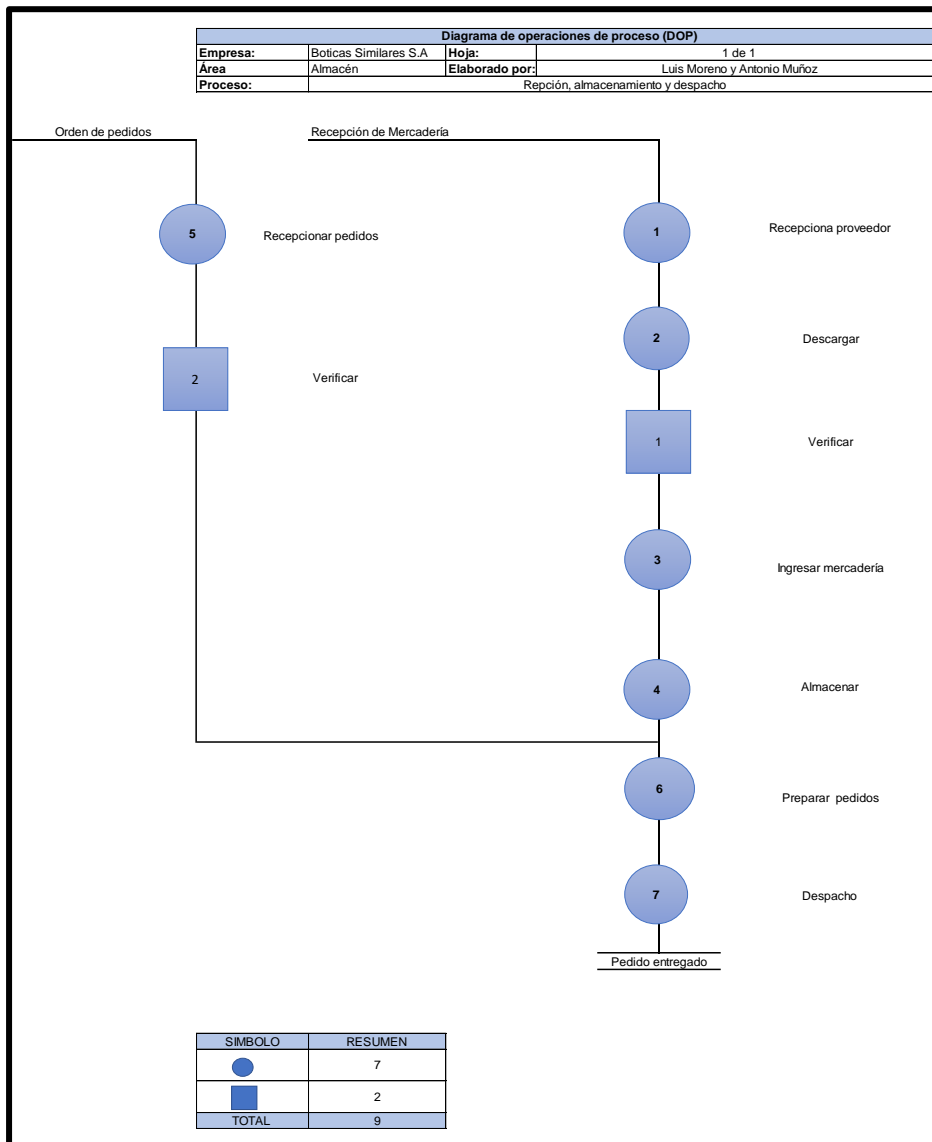 Diagrama de operaciones de proceso (DOP)
Empresa: Boticas Similares S.A Hoja: 1 de 1
Área Almacén Elaborado por: Luis Moreno y Antonio Muñoz
Proceso: Repción, almacenamiento y despacho
Orden de pedidos Recepción de Mercadería
5 Recepcionar pedidos 1 Recepciona proveedor
2 Descargar
2 Verificar
1 Verificar
3 Ingresar mercadería
4 Almacenar
6 Preparar pedidos
7 Despacho
Pedido entregado
SIMBOLO RESUMEN
7
2
TOTAL 9